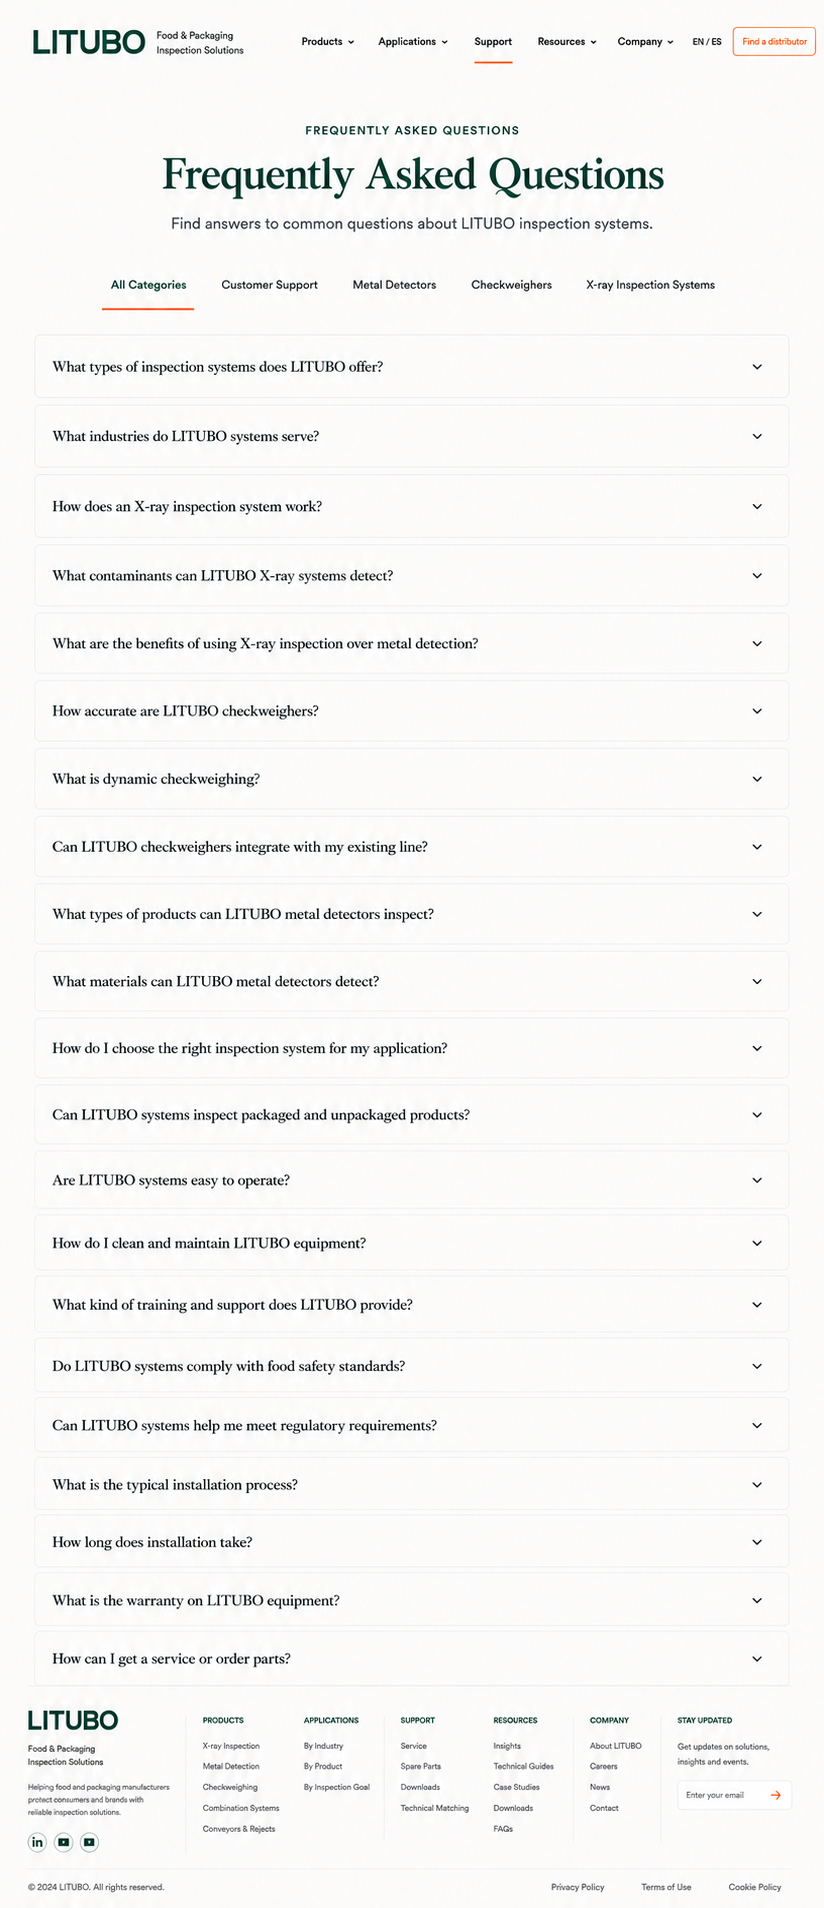 LITUBO
Food & Packaging
Inspection Solutions
Products
Applications
Support
Resources
Company
EN / ES
Find a distributor
FREQUENTLY ASKED QUESTIONS
Frequently Asked Questions
Find answers to common questions about LITUBO inspection systems.
All Categories
Customer Support
Metal Detectors
Checkweighers
X-ray Inspection Systems
What types of inspection systems does LITUBO offer?
What industries do LITUBO systems serve?
How does an X-ray inspection system work?
What contaminants can LITUBO X-ray systems detect?
What are the benefits of using X-ray inspection over metal detection?
How accurate are LITUBO checkweighers?
What is dynamic checkweighing?
Can LITUBO checkweighers integrate with my existing line?
What types of products can LITUBO metal detectors inspect?
What materials can LITUBO metal detectors detect?
How do I choose the right inspection system for my application?
Can LITUBO systems inspect packaged and unpackaged products?
Are LITUBO systems easy to operate?
How do I clean and maintain LITUBO equipment?
What kind of training and support does LITUBO provide?
Do LITUBO systems comply with food safety standards?
Can LITUBO systems help me meet regulatory requirements?
What is the typical installation process?
How long does installation take?
What is the warranty on LITUBO equipment?
How can I get a service or order parts?
LITUBO
Food & Packaging
Inspection Solutions
Helping food and packaging manufacturers
protect consumers and brands with
reliable inspection solutions.
in
PRODUCTS
X-ray Inspection
Metal Detection
Checkweighing
Combination Systems
Conveyors & Rejects
APPLICATIONS
By Industry
By Product
By Inspection Goal
SUPPORT
Service
Spare Parts
Downloads
Technical Matching
RESOURCES
Insights
Technical Guides
Case Studies
Downloads
FAQs
COMPANY
About LITUBO
Careers
News
Contact
STAY UPDATED
Get updates on solutions,
insights and events.
Enter your email
© 2024 LITUBO. All rights reserved.
Privacy Policy
Terms of Use
Cookie Policy